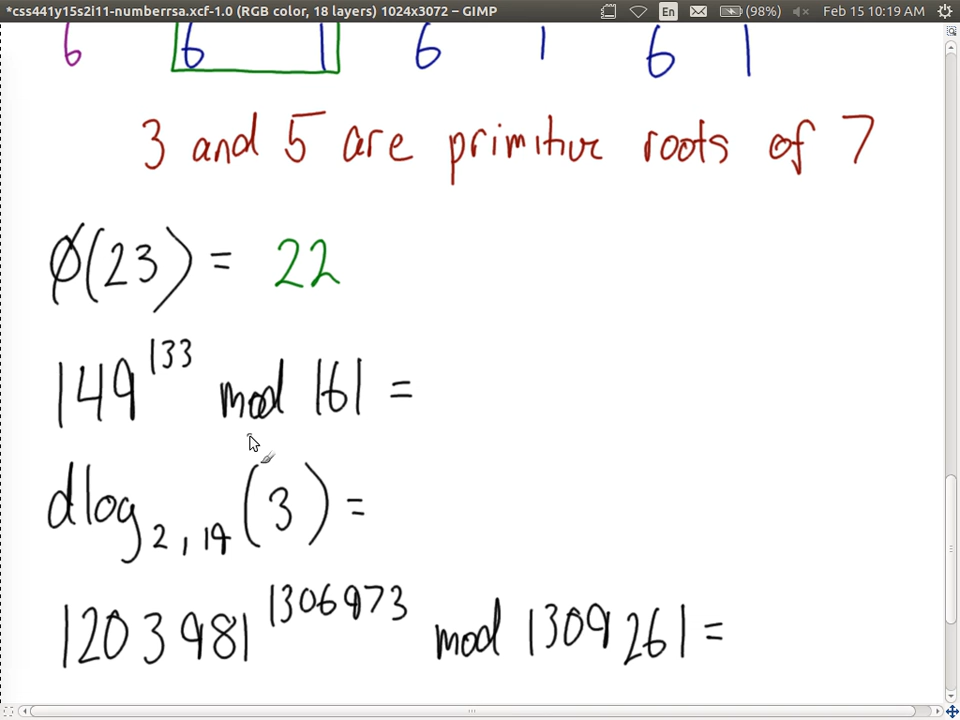 *css441y15s2i11-numberrsa.xcf-1.0 (RGB color, 18 layers) 1024x3072 – GIMP En (98%) Feb 15 10:19 AM
6 6 1 6 1 6 1
3 and 5 are primitive roots of 7
ϕ(23) = 22
149^133 mod 161 =
dlog_2,19 (3) =
1203981^1306973 mod 1309261 =